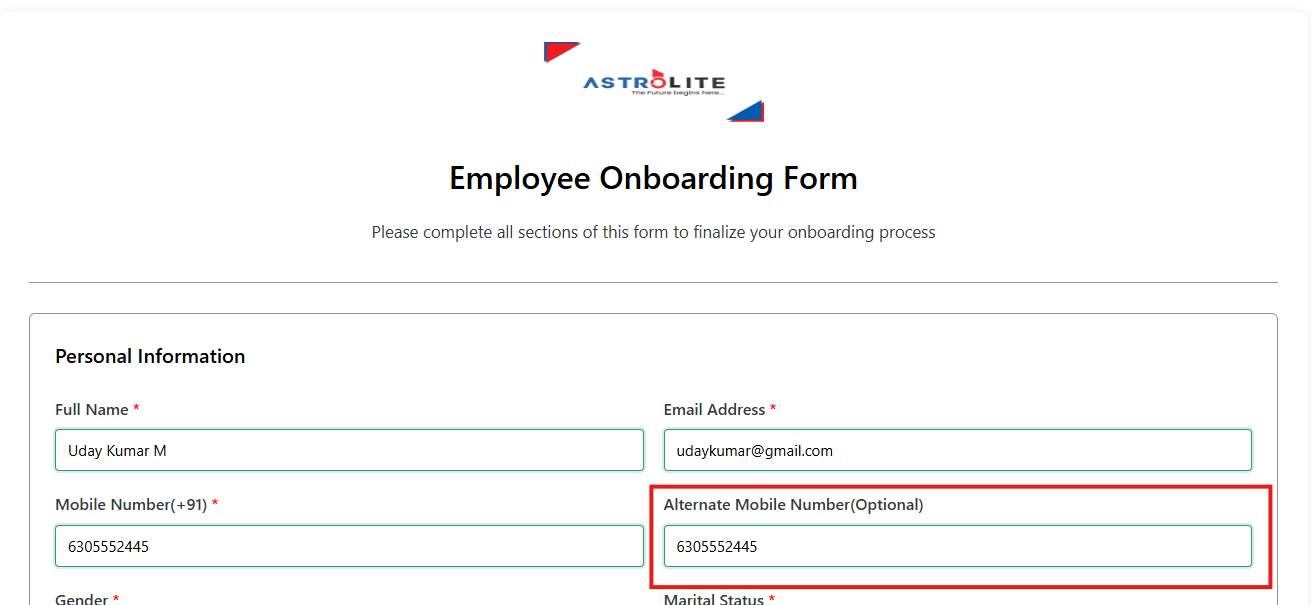 ASTROLITE
The Future begins here...
Employee Onboarding Form
Please complete all sections of this form to finalize your onboarding process
Personal Information
Full Name *
Email Address *
Uday Kumar M
udaykumar@gmail.com
Mobile Number(+91) *
Alternate Mobile Number(Optional)
6305552445
6305552445
Gender *
Marital Status *